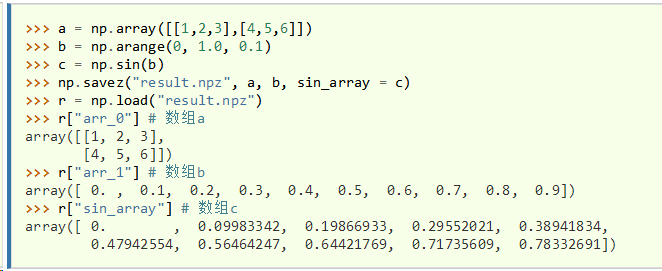 >>> a = np.array([[1,2,3],[4,5,6]])
>>> b = np.arange(0, 1.0, 0.1)
>>> c = np.sin(b)
>>> np.savez("result.npz", a, b, sin_array = c)
>>> r = np.load("result.npz")
>>> r["arr_0"] # 数组a
array([[1, 2, 3],
       [4, 5, 6]])
>>> r["arr_1"] # 数组b
array([ 0. ,  0.1,  0.2,  0.3,  0.4,  0.5,  0.6,  0.7,  0.8,  0.9])
>>> r["sin_array"] # 数组c
array([ 0.        ,  0.09983342,  0.19866933,  0.29552021,  0.38941834,
        0.47942554,  0.56464247,  0.64421769,  0.71735609,  0.78332691])